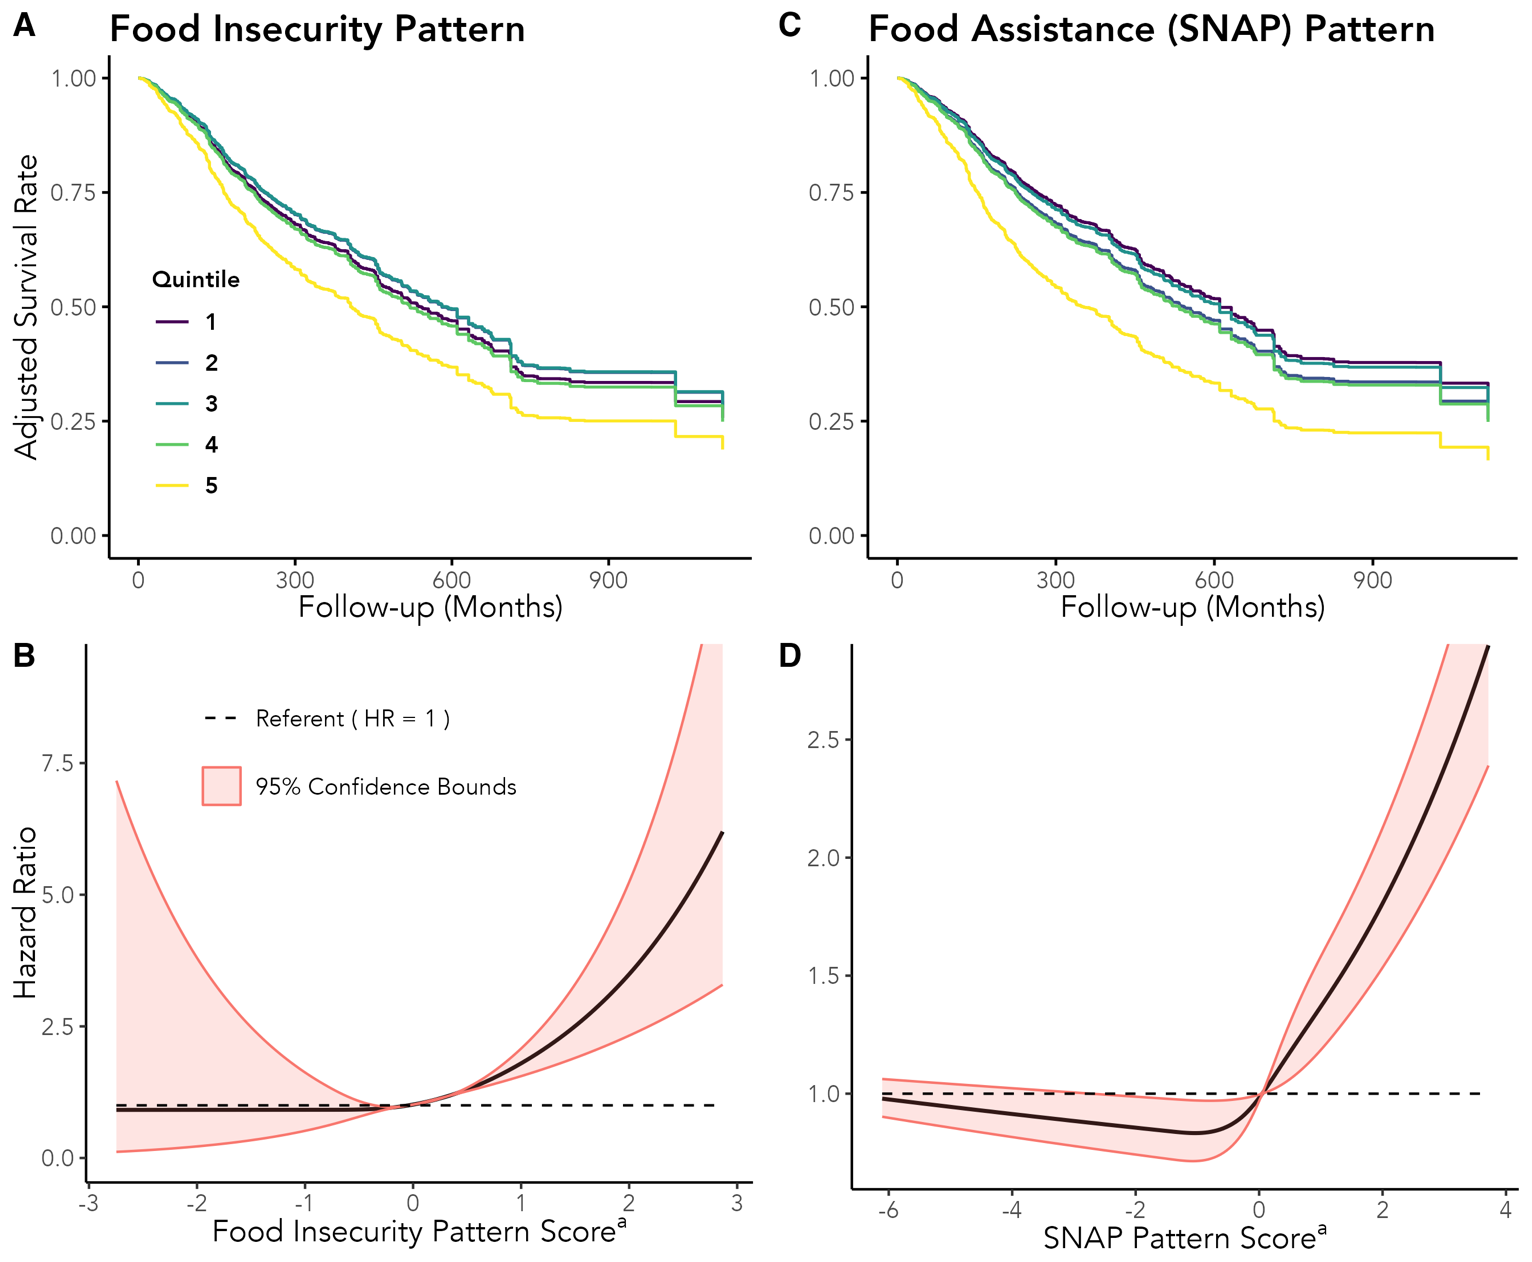 A Food Insecurity Pattern
1.00
0.75
0.50
0.25
0.00
Adjusted Survival Rate
Quintile
1
2
3
4
5
0 300 600 900
Follow-up (Months)
C Food Assistance (SNAP) Pattern
1.00
0.75
0.50
0.25
0.00
0 300 600 900
Follow-up (Months)
B
7.5
5.0
2.5
0.0
Hazard Ratio
Referent ( HR = 1 )
95% Confidence Bounds
-3 -2 -1 0 1 2 3
Food Insecurity Pattern Scoreᵃ
D
2.5
2.0
1.5
1.0
-6 -4 -2 0 2 4
SNAP Pattern Scoreᵃ